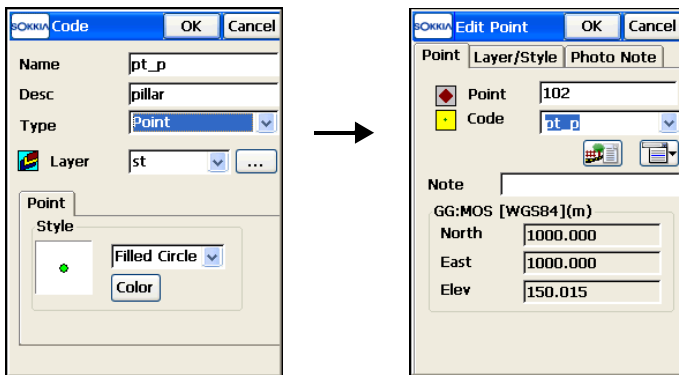 SOKKIA Code OK Cancel
Name pt_p
Desc pillar
Type Point
Layer st ...
Point
Style
Filled Circle
Color
SOKKIA Edit Point OK Cancel
Point Layer/Style Photo Note
Point 102
Code pt_p
Note
GG:MOS [WGS84](m)
North 1000.000
East 1000.000
Elev 150.015